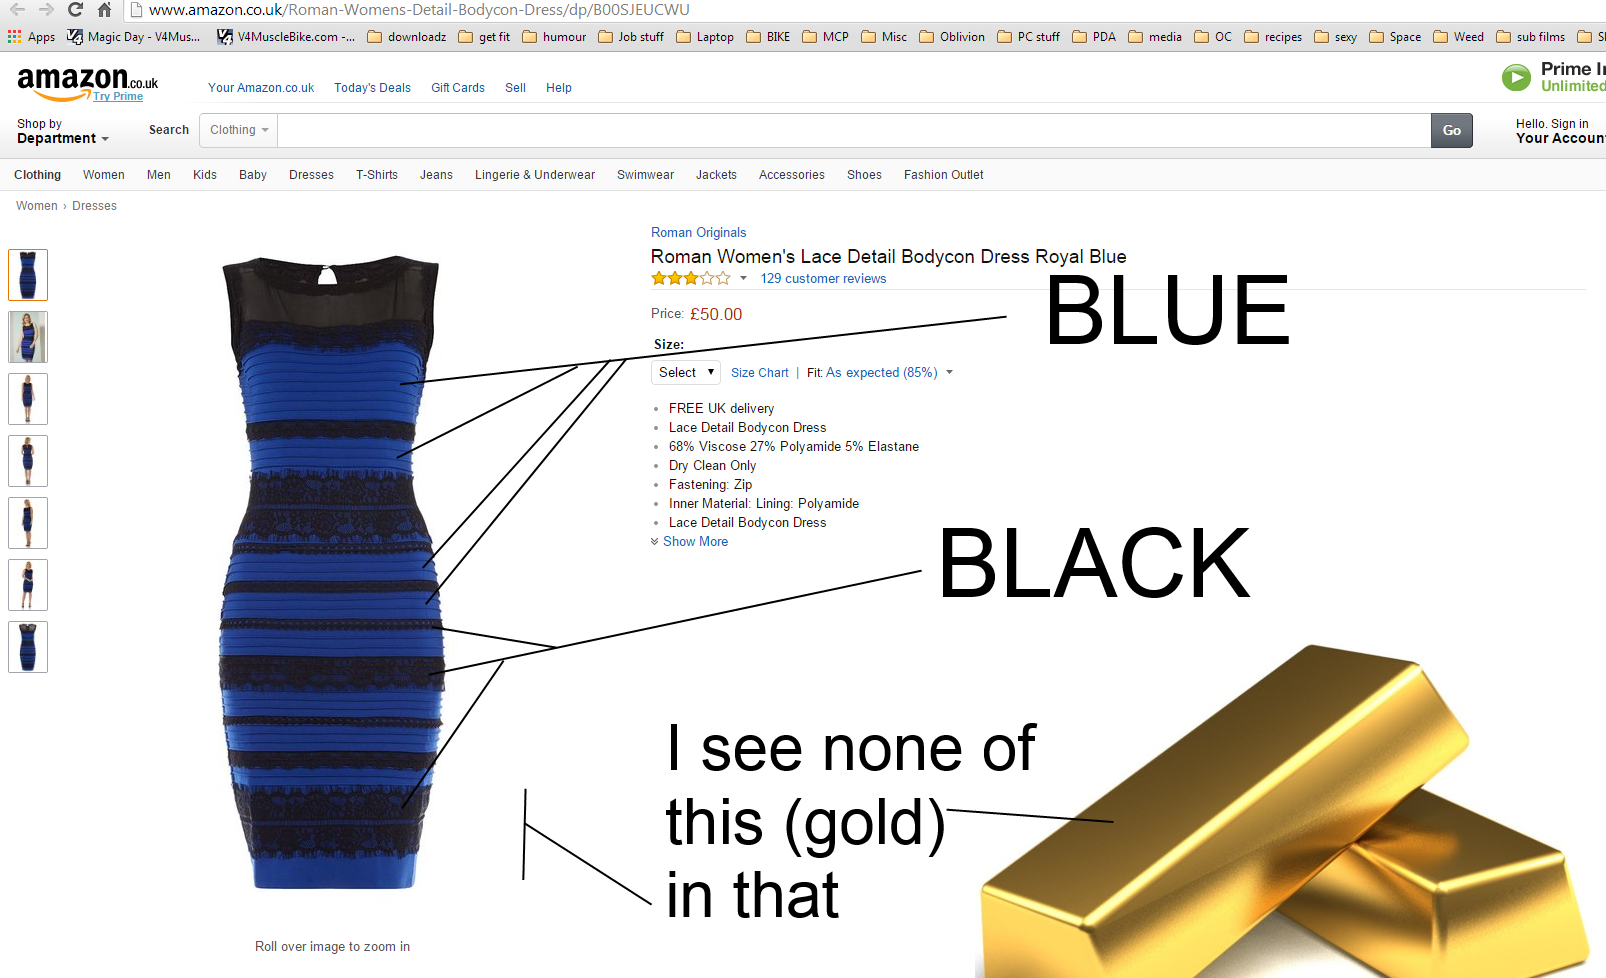 www.amazon.co.uk/Roman-Womens-Detail-Bodycon-Dress/dp/B00SJEUCWU
Apps Magic Day - V4Mus... V4MuscleBike.com -... downloadz get fit humour Job stuff Laptop BIKE MCP Misc Oblivion PC stuff PDA media OC recipes sexy Space Weed sub films
amazon.co.uk
Try Prime
Your Amazon.co.uk Today's Deals Gift Cards Sell Help
Prime
Unlimited
Shop by
Department
Search Clothing Go
Hello. Sign in
Your Accoun
Clothing Women Men Kids Baby Dresses T-Shirts Jeans Lingerie & Underwear Swimwear Jackets Accessories Shoes Fashion Outlet
Women › Dresses
Roman Originals
Roman Women's Lace Detail Bodycon Dress Royal Blue
129 customer reviews
BLUE
Price: £50.00
Size:
Select Size Chart | Fit: As expected (85%)
FREE UK delivery
Lace Detail Bodycon Dress
68% Viscose 27% Polyamide 5% Elastane
Dry Clean Only
Fastening: Zip
Inner Material: Lining: Polyamide
Lace Detail Bodycon Dress
Show More
BLACK
I see none of
this (gold)
in that
Roll over image to zoom in